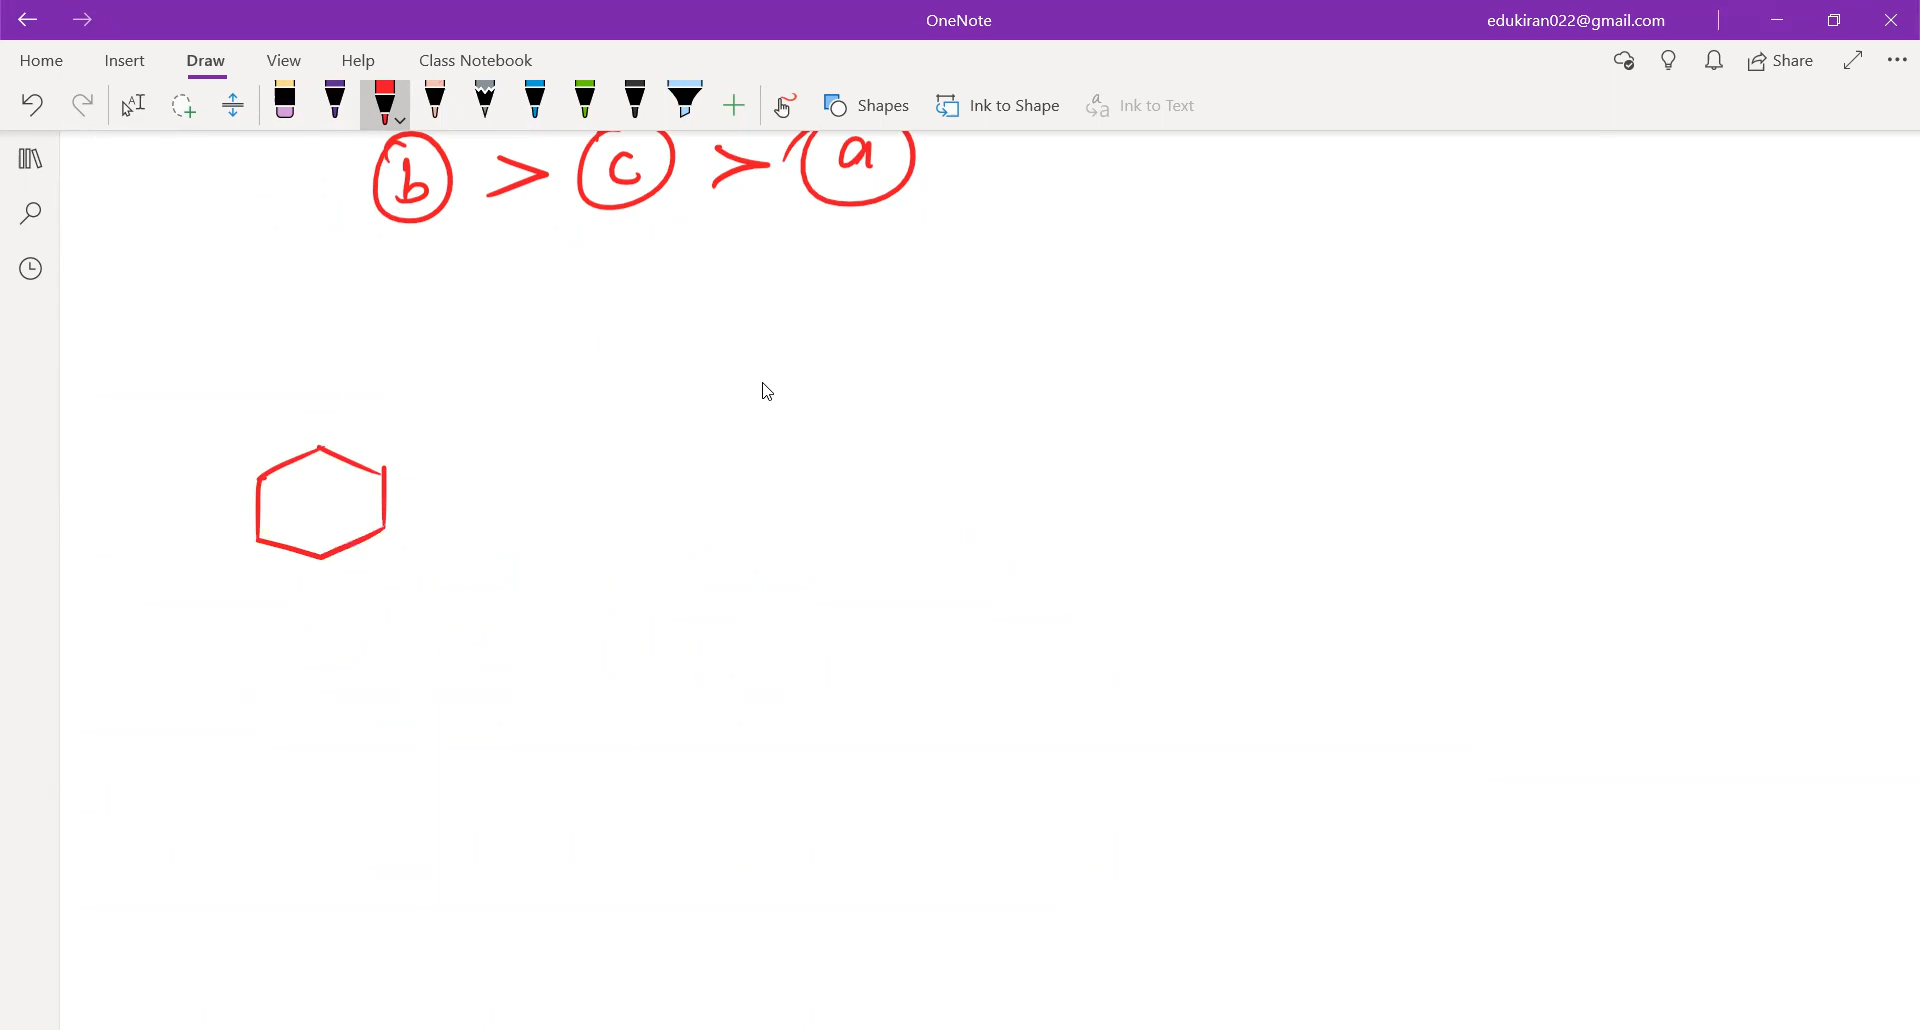 OneNote
edukiran022@gmail.com
Home Insert Draw View Help Class Notebook
Share
Shapes Ink to Shape Ink to Text
b > c > a